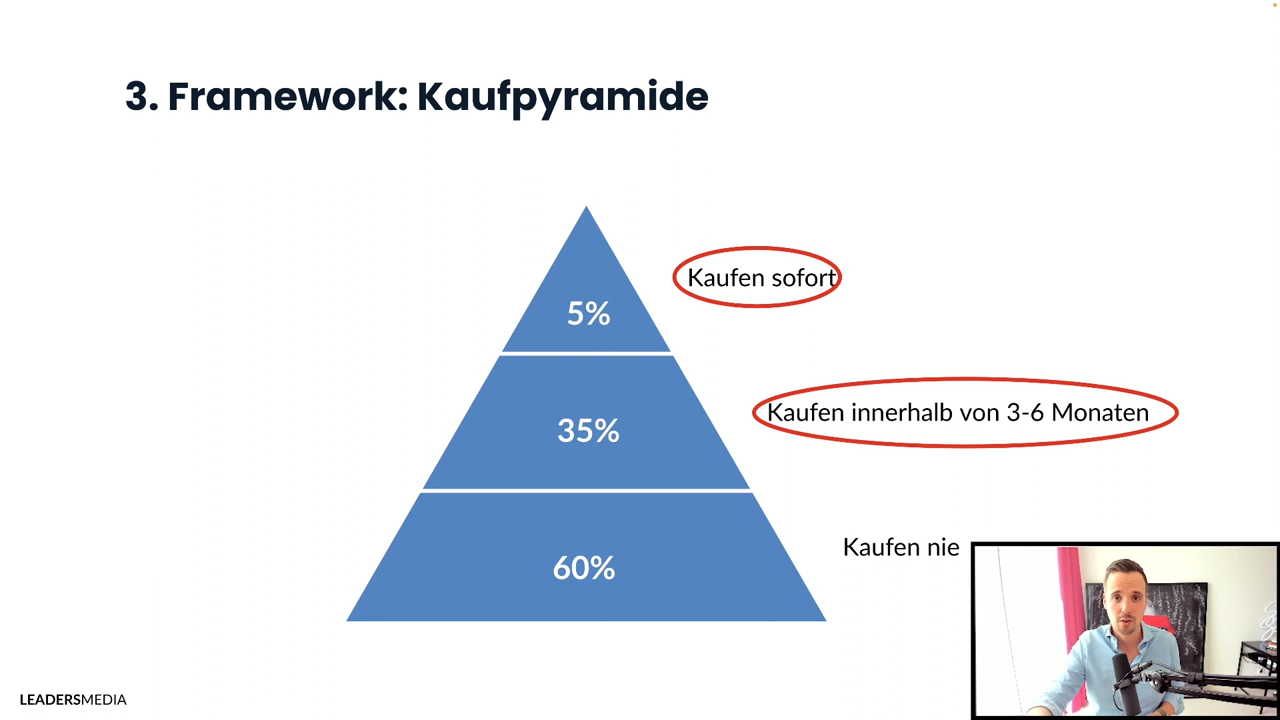 3. Framework: Kaufpyramide
5%
Kaufen sofort
35%
Kaufen innerhalb von 3-6 Monaten
60%
Kaufen nie
LEADERSMEDIA